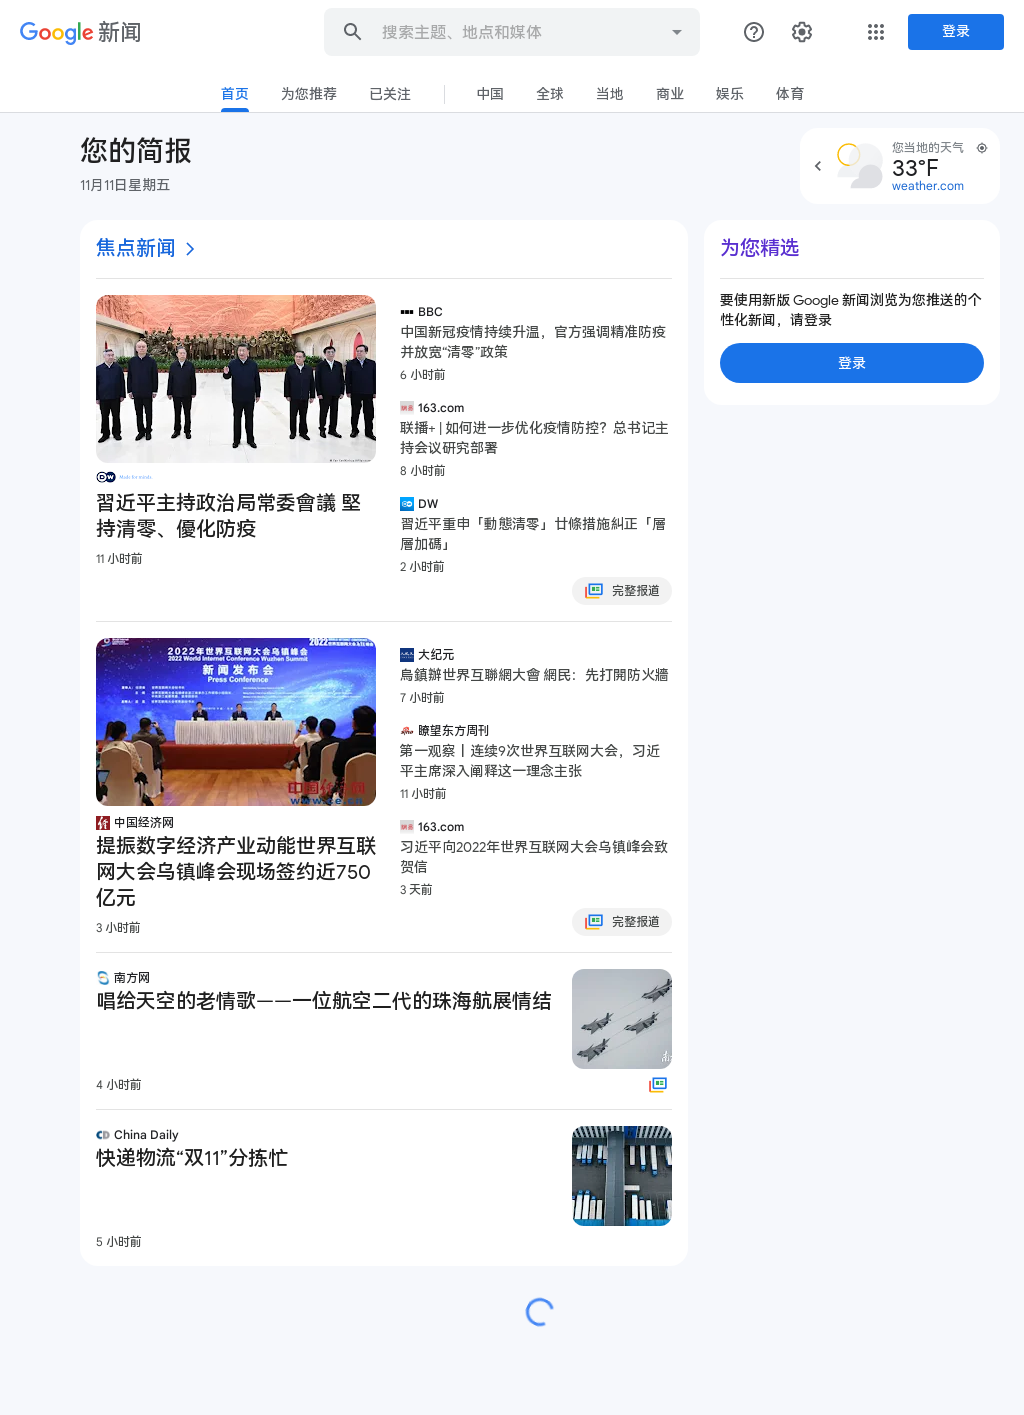 Google 新闻
搜索主题、地点和邮箱
登录
首页
为您推荐
已关注
中国
全球
当地
商业
娱乐
体育
您的简报
11月11日星期五
您当地的天气
33°F
weather.com
焦点新闻
DW Made for minds
習近平主持政治局常委會議 堅
持清零、優化防疫
11 小时前
BBC
中国新冠疫情持续升温，官方强调精准防疫
并放宽“清零”政策
6 小时前
163.com
联播+ | 如何进一步优化疫情防控？总书记主
持会议研究部署
8 小时前
DW
習近平重申「動態清零」廿條措施糾正「層
層加碼」
2 小时前
完整报道
为您精选
要使用新版 Google 新闻浏览为您推送的个
性化新闻，请登录
登录
2022年世界互联网大会乌镇峰会
2022 World Internet Conference Wuzhen Summit
新闻发布会
Press Conference
www.ce.cn
中国经济网
提振数字经济产业动能世界互联
网大会乌镇峰会现场签约近750
亿元
3 小时前
大纪元
烏鎮辦世界互聯網大會 網民：先打開防火牆
7 小时前
瞭望东方周刊
第一观察丨连续9次世界互联网大会，习近
平主席深入阐释这一理念主张
11 小时前
163.com
习近平向2022年世界互联网大会乌镇峰会致
贺信
3 天前
完整报道
南方网
唱给天空的老情歌——一位航空二代的珠海航展情结
4 小时前
China Daily
快递物流“双11”分拣忙
5 小时前